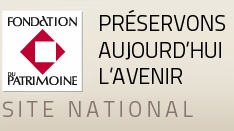 FONDATION
DU PATRIMOINE
PRÉSERVONS
AUJOURD'HUI
L'AVENIR
SITE NATIONAL